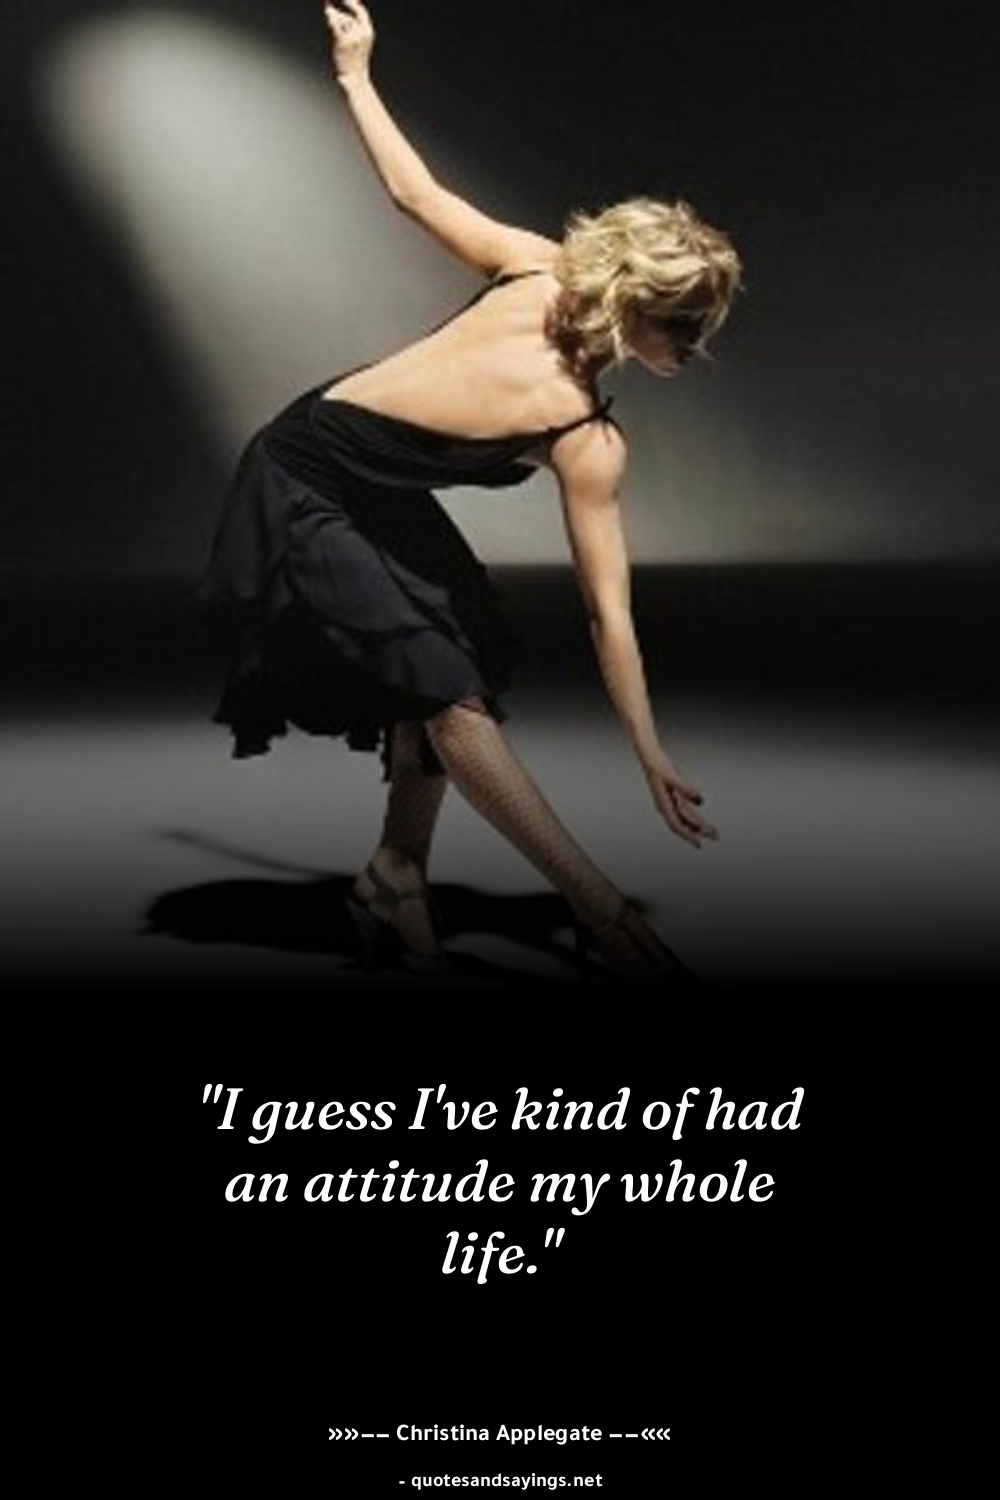 "I guess I've kind of had
an attitude my whole
life."
»»–– Christina Applegate ––««
- quotesandsayings.net